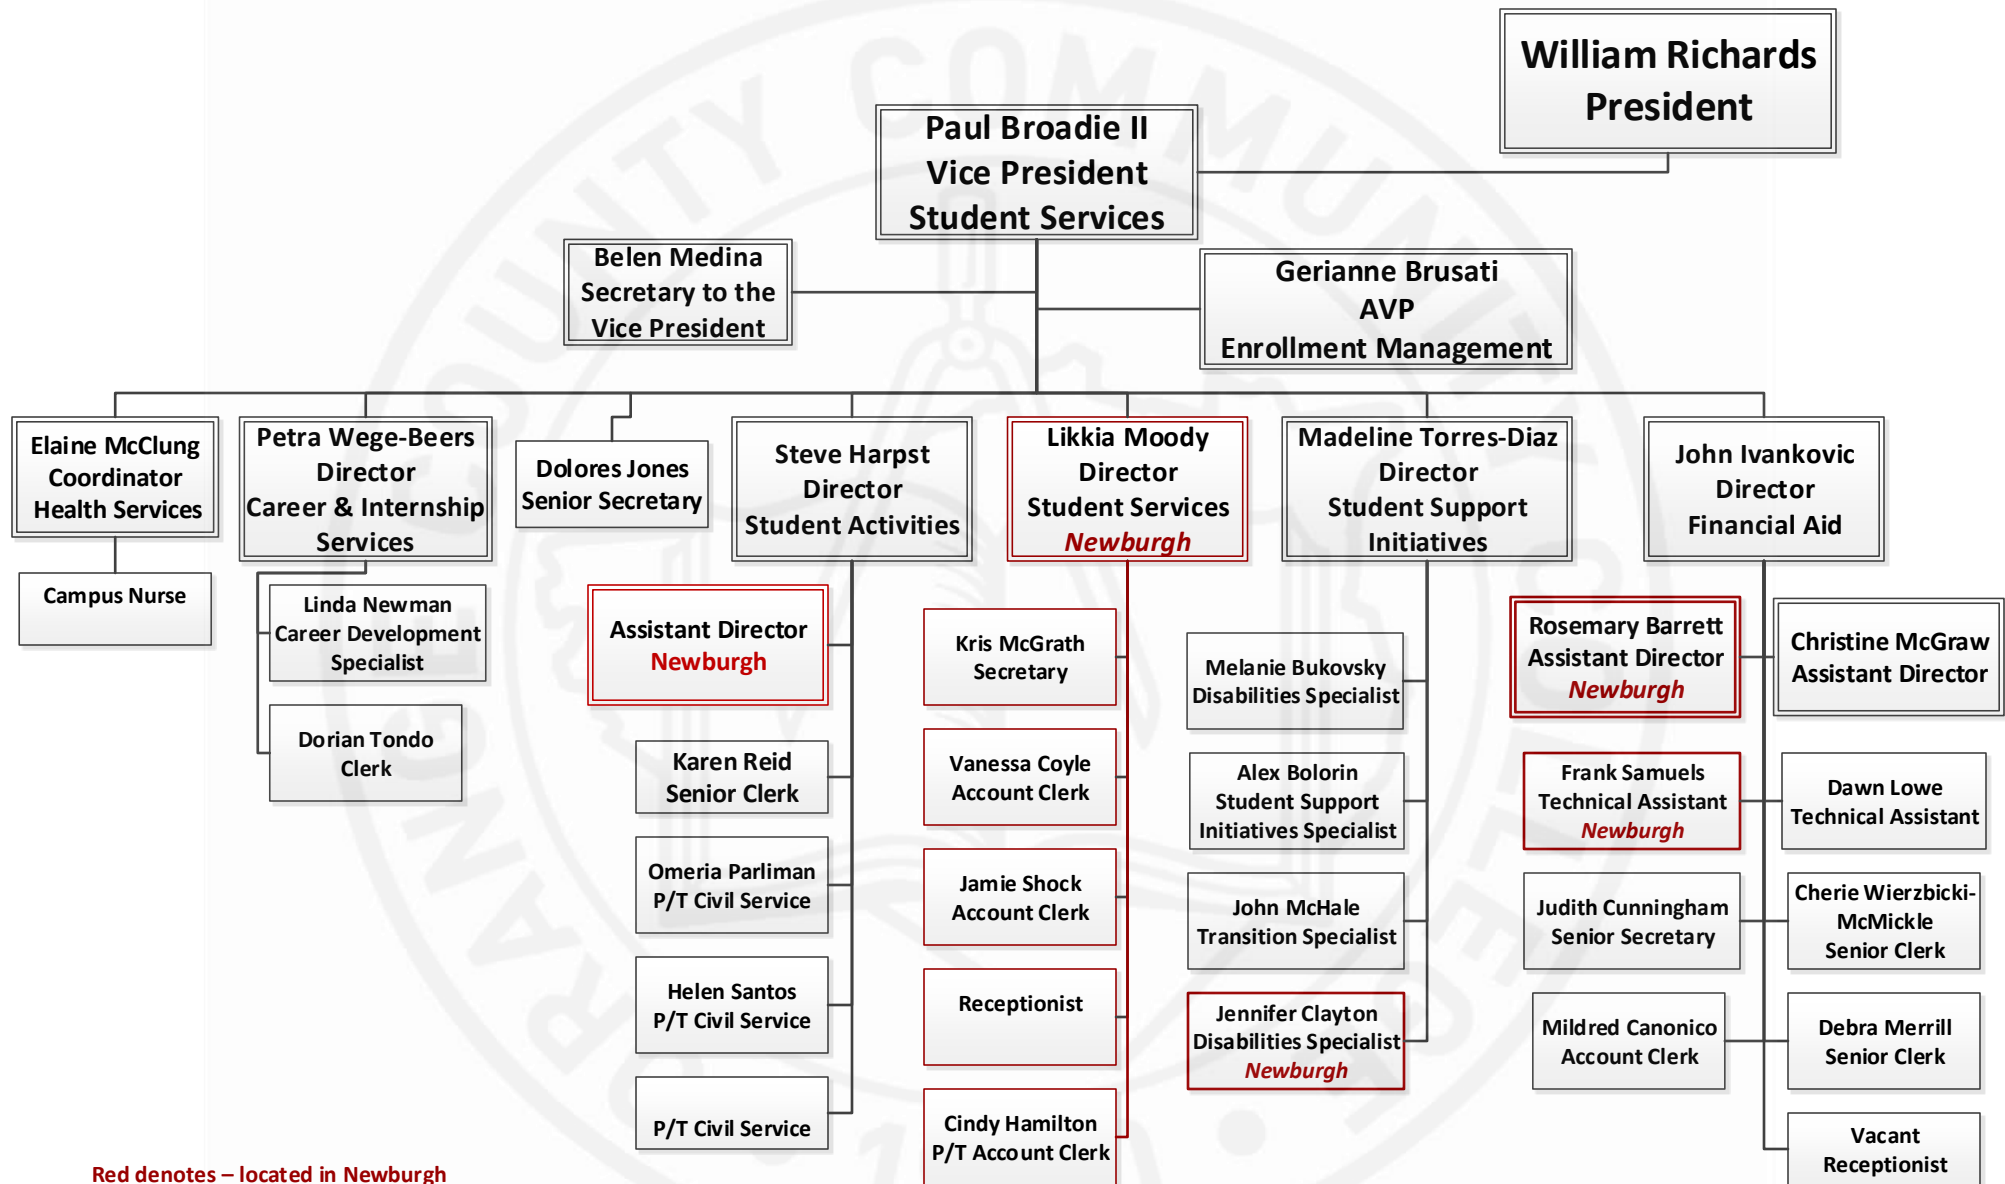 William Richards
President
Paul Broadie II
Vice President
Student Services
Belen Medina
Secretary to the
Vice President
Gerianne Brusati
AVP
Enrollment Management
Elaine McClung
Coordinator
Health Services
Petra Wege-Beers
Director
Career & Internship
Services
Dolores Jones
Senior Secretary
Steve Harpst
Director
Student Activities
Likkia Moody
Director
Student Services
Newburgh
Madeline Torres-Diaz
Director
Student Support
Initiatives
John Ivankovic
Director
Financial Aid
Campus Nurse
Linda Newman
Career Development
Specialist
Dorian Tondo
Clerk
Assistant Director
Newburgh
Karen Reid
Senior Clerk
Omeria Parliman
P/T Civil Service
Helen Santos
P/T Civil Service
P/T Civil Service
Kris McGrath
Secretary
Vanessa Coyle
Account Clerk
Jamie Shock
Account Clerk
Receptionist
Cindy Hamilton
P/T Account Clerk
Melanie Bukovsky
Disabilities Specialist
Alex Bolorin
Student Support
Initiatives Specialist
John McHale
Transition Specialist
Jennifer Clayton
Disabilities Specialist
Newburgh
Rosemary Barrett
Assistant Director
Newburgh
Christine McGraw
Assistant Director
Frank Samuels
Technical Assistant
Newburgh
Dawn Lowe
Technical Assistant
Judith Cunningham
Senior Secretary
Cherie Wierzbicki-
McMickle
Senior Clerk
Mildred Canonico
Account Clerk
Debra Merrill
Senior Clerk
Vacant
Receptionist
Red denotes – located in Newburgh
ORANGE COUNTY COMMUNITY COLLEGE